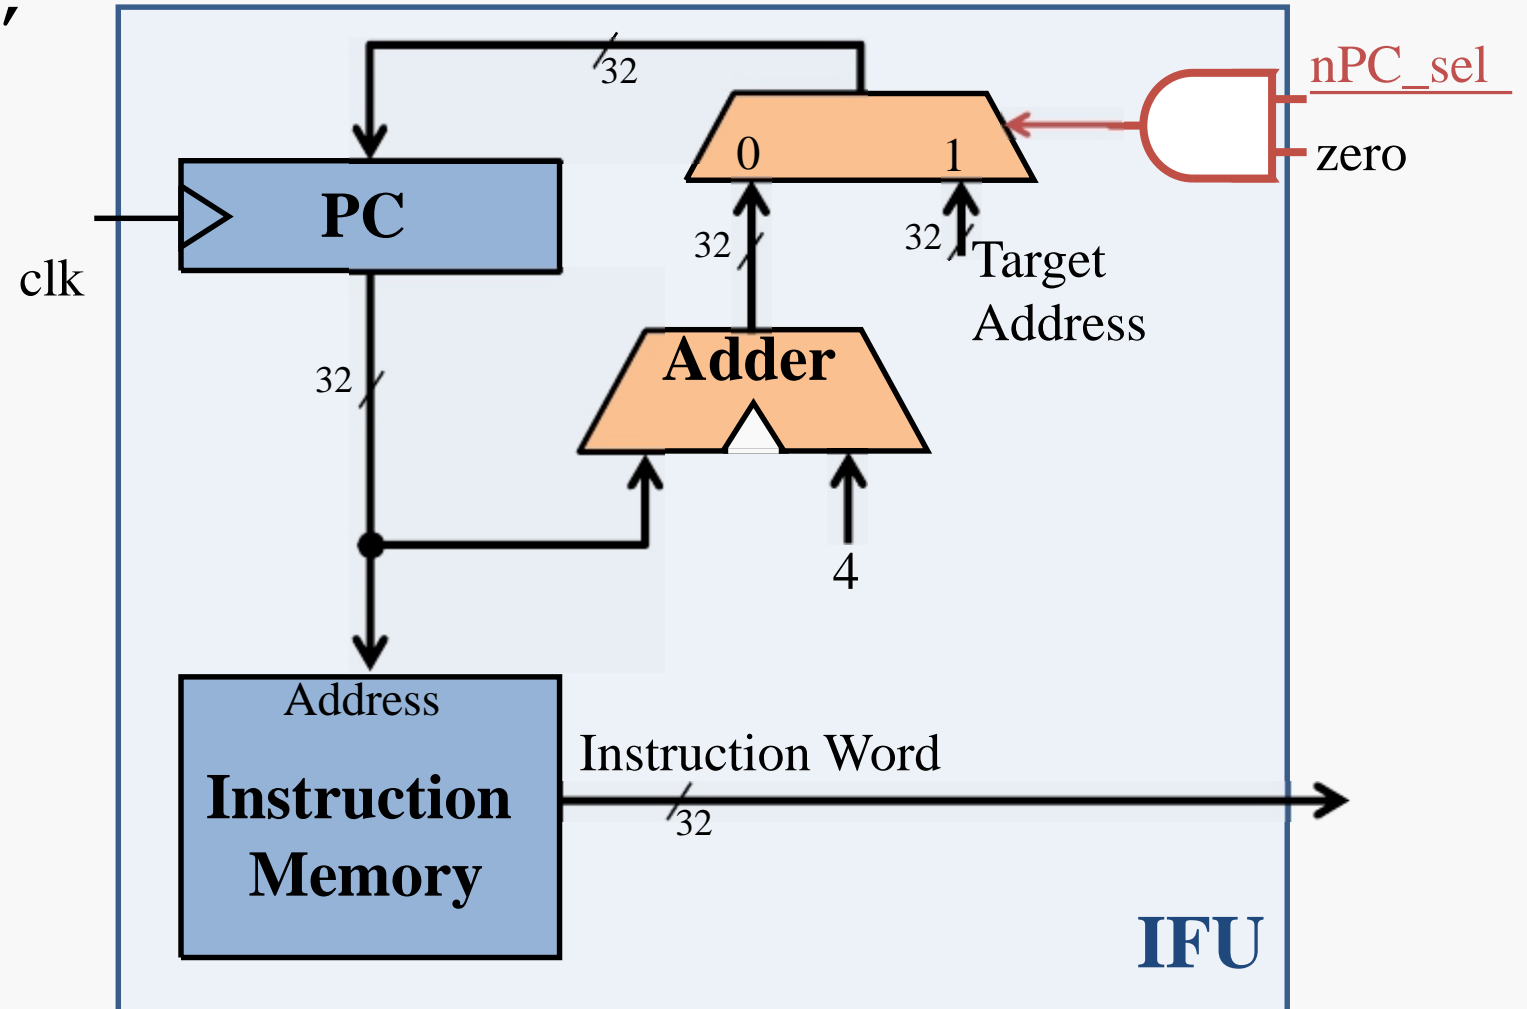 32
nPC_sel
zero
0
1
PC
clk
32
32
Target
Address
Adder
32
4
Address
Instruction
Memory
Instruction Word
32
IFU